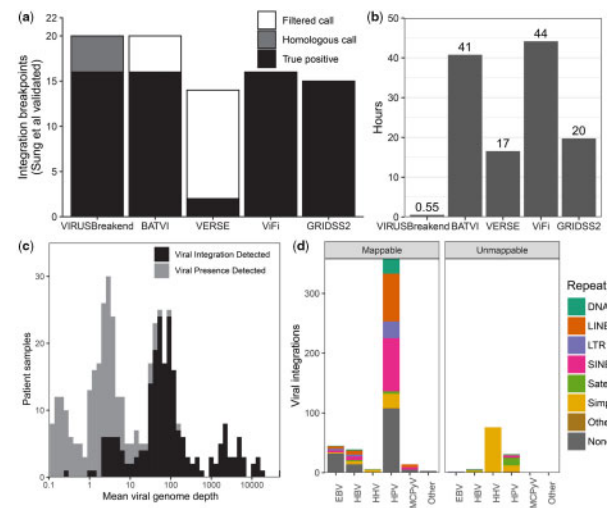 (a)
Filtered call
Homologous call
True positive
Integration breakpoints
(Sung et al validated)
20
22
20
15
10
5
0
VIRUSBreakend BATVI VERSE ViFi GRIDSS2
(b)
Hours
50
40
30
20
10
0
0.55
41
17
44
20
VIRUSBreakend BATVI VERSE ViFi GRIDSS2
(c)
Viral Integration Detected
Viral Presence Detected
Patient samples
30
20
10
0
0.1 1 10 100 1000 10000
Mean viral genome depth
(d)
Mappable Unmappable
Viral integrations
300
200
100
0
EBV HBV HHV HPV MCPyV Other
EBV HBV HHV HPV MCPyV Other
Repeat
DNA
LINE
LTR
SINE
Sate
Simp
Othe
None